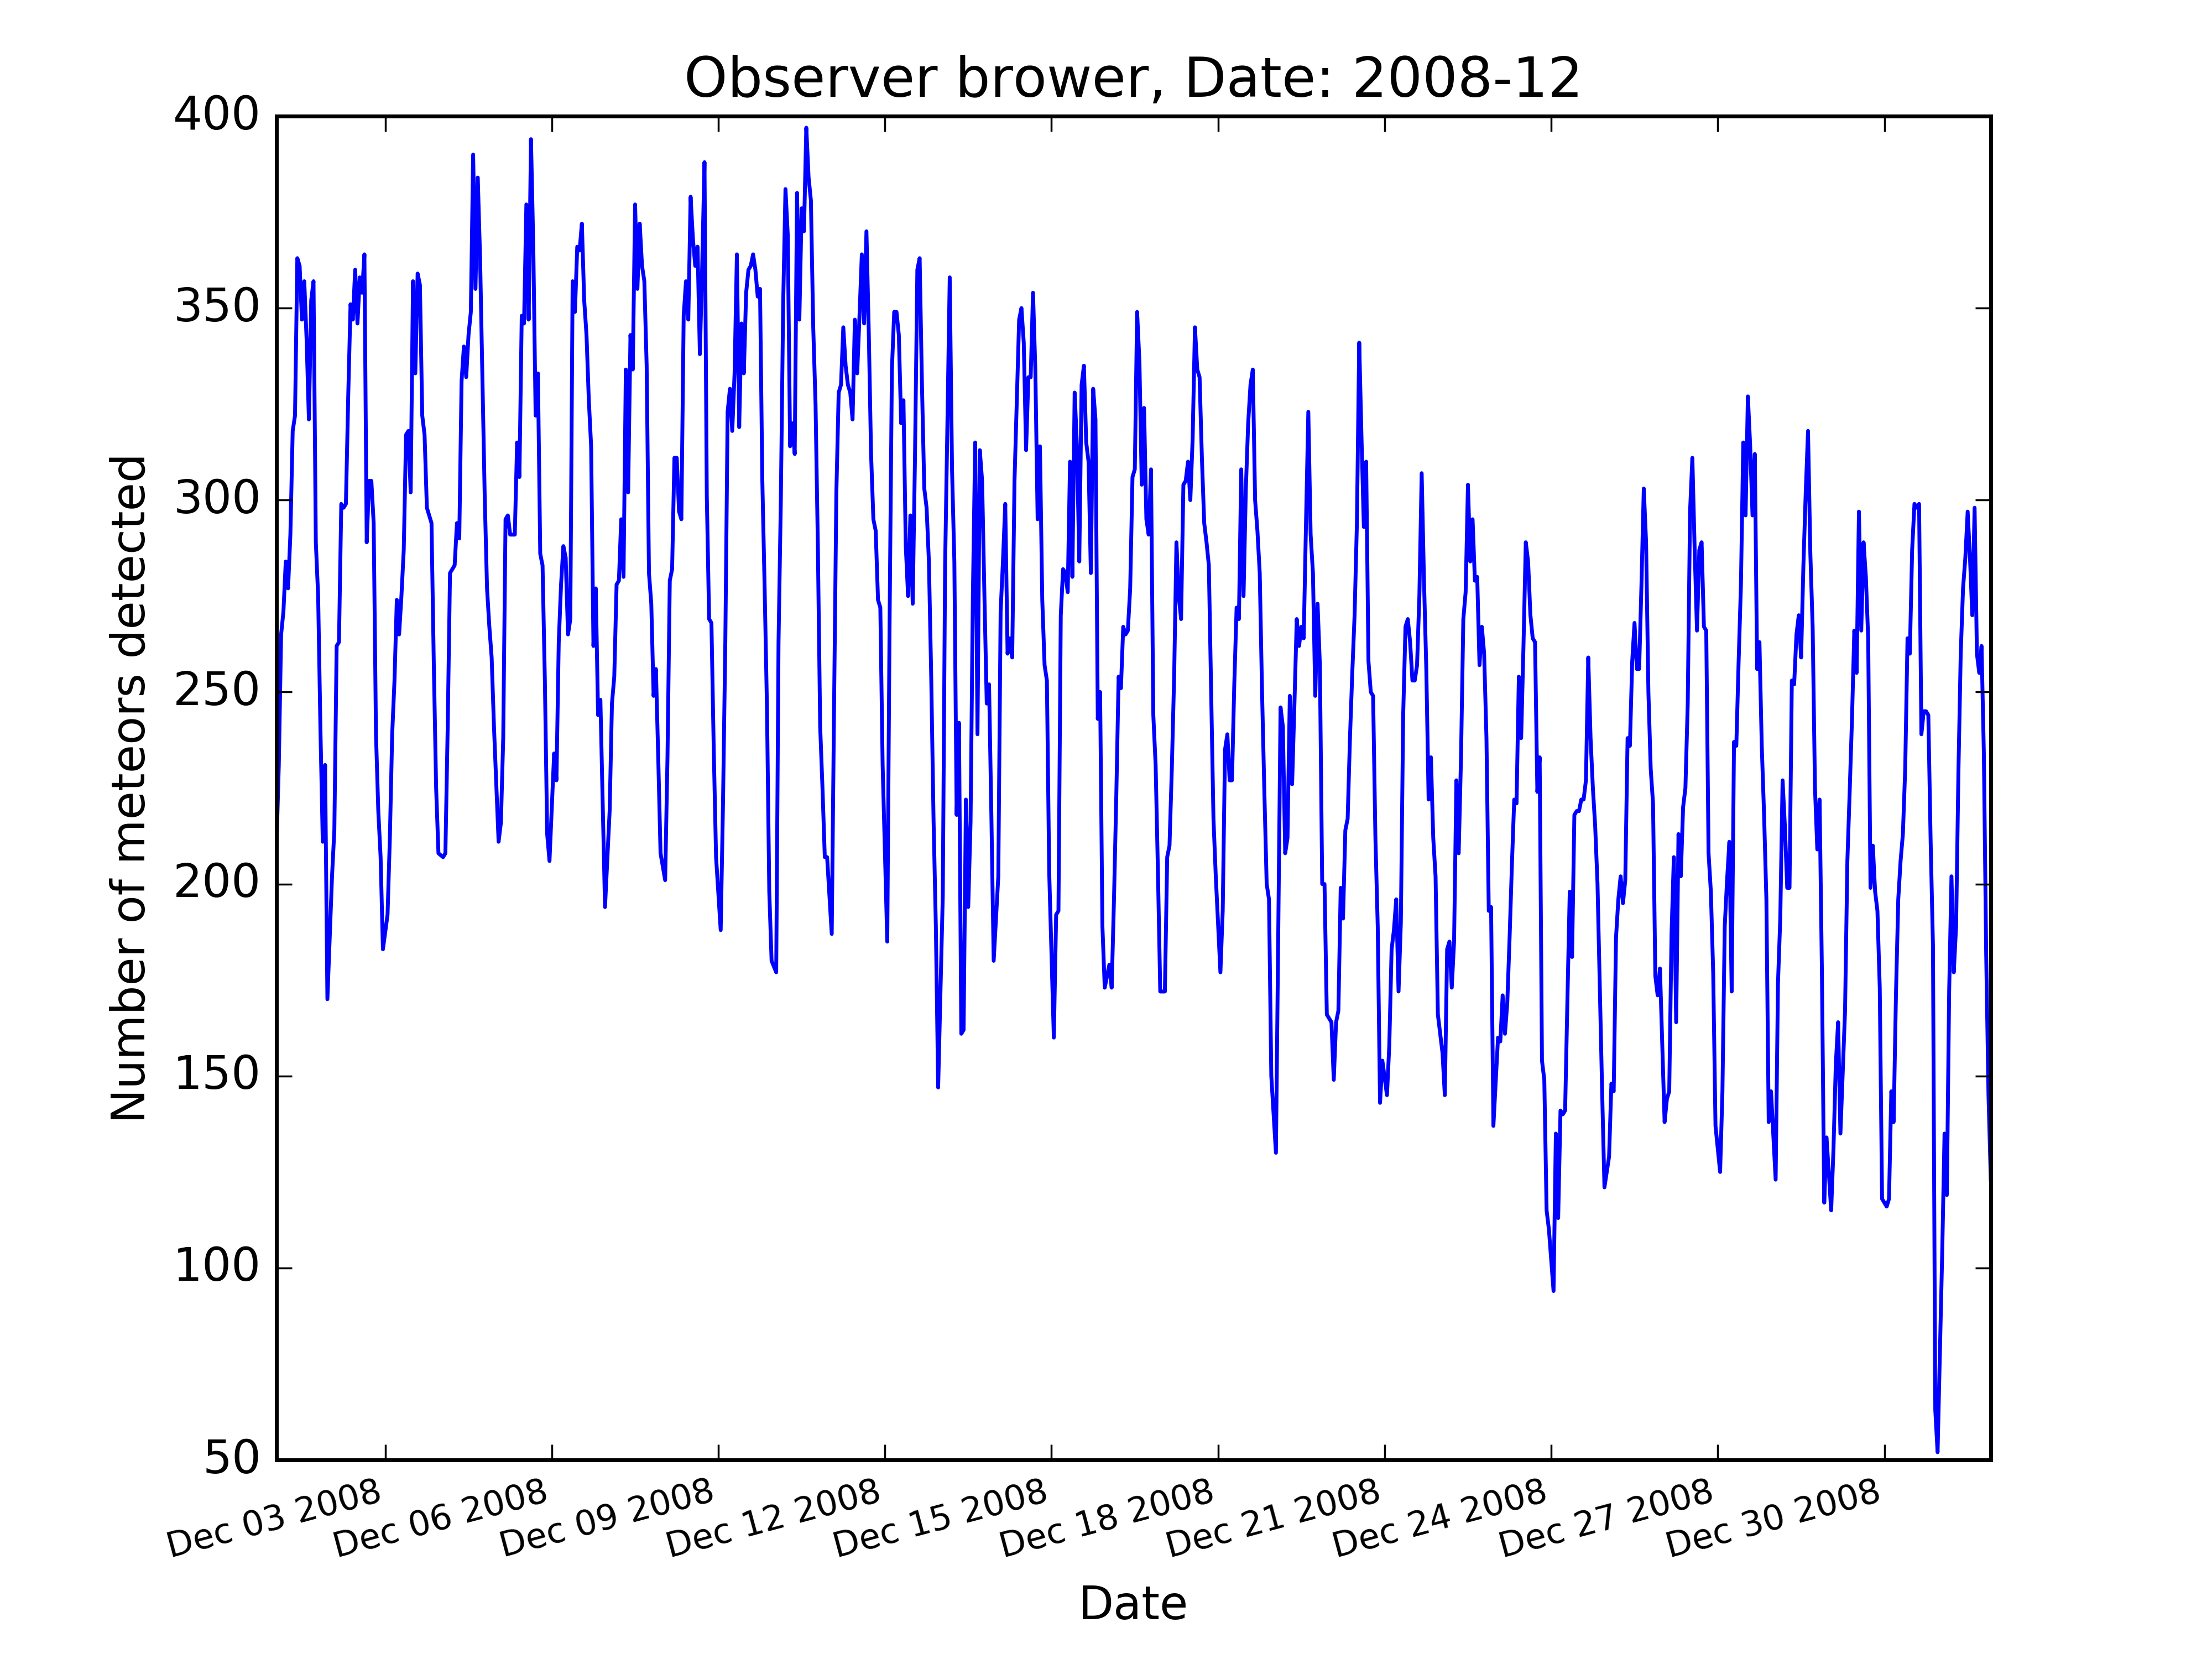 Observer brower, Date: 2008-12
400
350
300
250
200
150
100
50
Number of meteors detected
Dec 03 2008
Dec 06 2008
Dec 09 2008
Dec 12 2008
Dec 15 2008
Dec 18 2008
Dec 21 2008
Dec 24 2008
Dec 27 2008
Dec 30 2008
Date